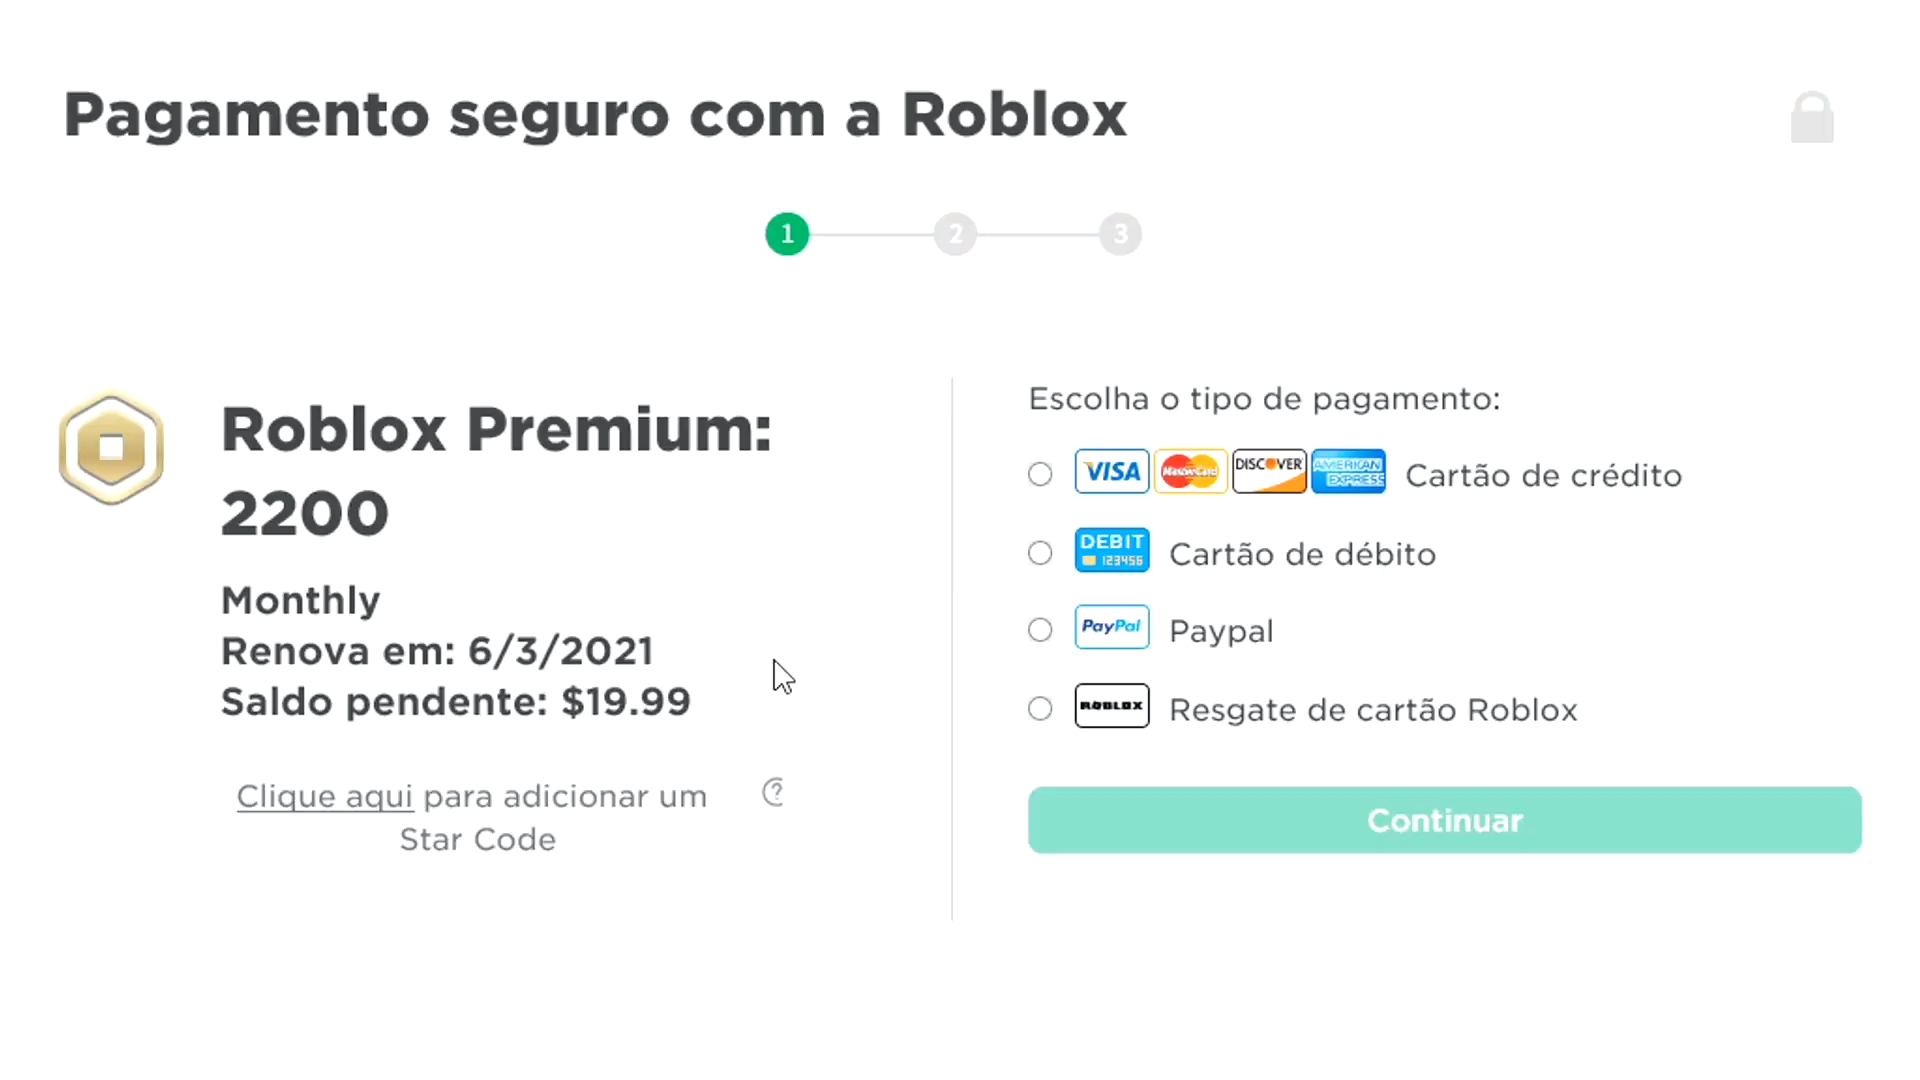 Pagamento seguro com a Roblox
1 2 3
Roblox Premium:
2200
Monthly
Renova em: 6/3/2021
Saldo pendente: $19.99
Clique aqui para adicionar um
Star Code
?
Escolha o tipo de pagamento:
VISA MasterCard DISCOVER AMERICAN EXPRESS Cartão de crédito
DEBIT 123456 Cartão de débito
PayPal Paypal
ROBLOX Resgate de cartão Roblox
Continuar